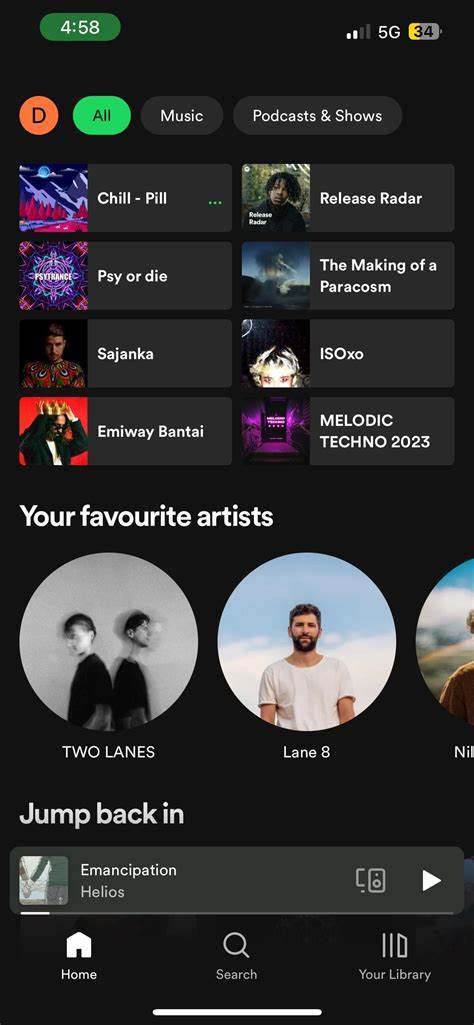 4:58
5G
34
D
All
Music
Podcasts & Shows
Chill - Pill
Release
Radar
Release Radar
PSYTRANCE
Psy or die
The Making of a
Paracosm
Sajanka
ISOxo
Emiway Bantai
MELODIC
TECHNO
MELODIC
TECHNO 2023
Your favourite artists
TWO LANES
Lane 8
Nil
Jump back in
Emancipation
Helios
Home
Search
Your Library